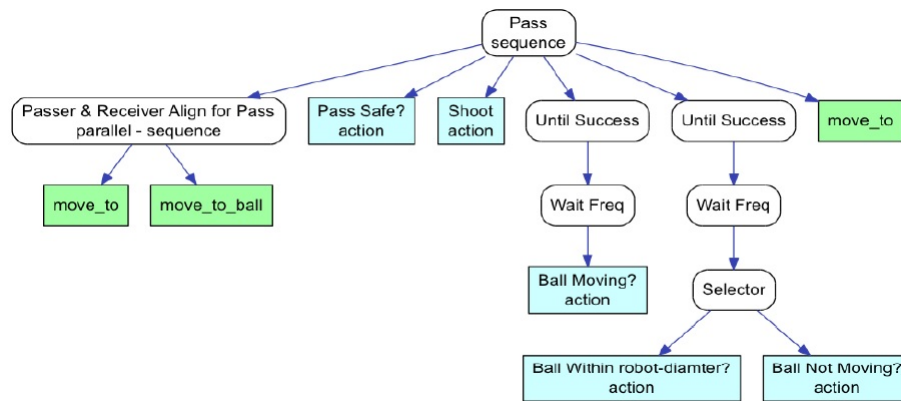 Pass
sequence
Passer & Receiver Align for Pass
parallel - sequence
Pass Safe?
action
Shoot
action
Until Success
Until Success
move_to
move_to
move_to_ball
Wait Freq
Wait Freq
Ball Moving?
action
Selector
Ball Within robot-diamter?
action
Ball Not Moving?
action